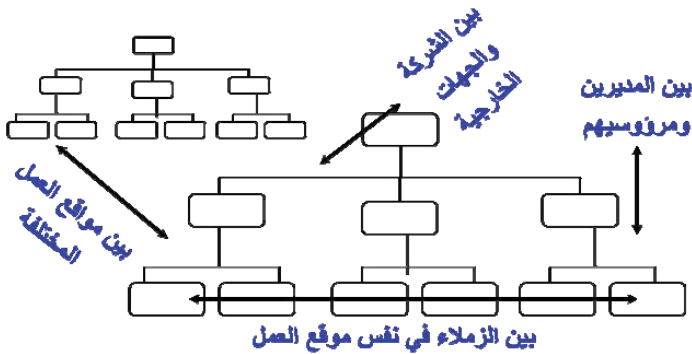 بين الشركة
والجهات
الخارجية
بين المديرين
ومرؤوسيهم
بين مواقع العمل
المختلفة
بين الزملاء في نفس موقع العمل